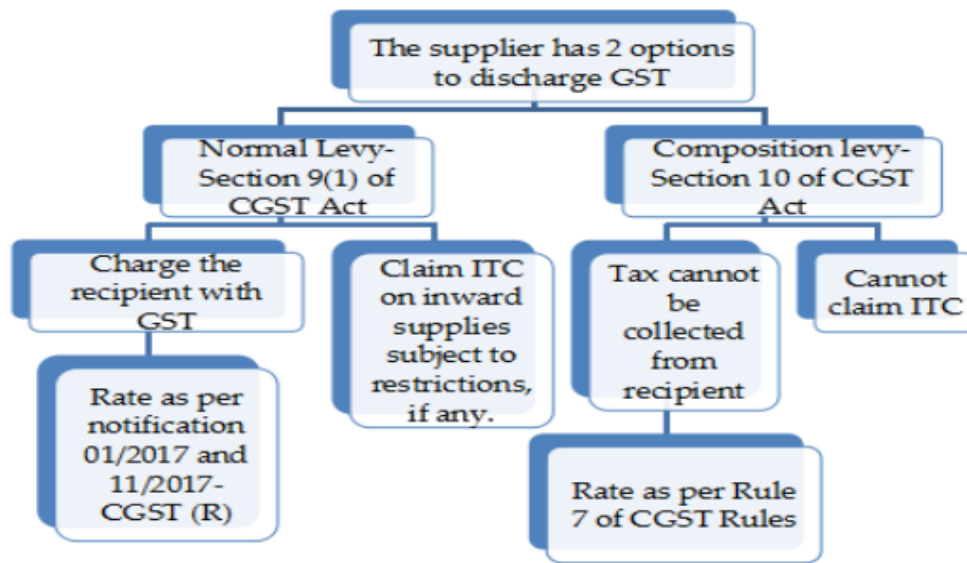 The supplier has 2 options
to discharge GST
Normal Levy-
Section 9(1) of
CGST Act
Composition levy-
Section 10 of CGST
Act
Charge the
recipient with
GST
Claim ITC
on inward
supplies
subject to
restrictions,
if any.
Tax cannot
be
collected
from
recipient
Cannot
claim ITC
Rate as per
notification
01/2017 and
11/2017-
CGST (R)
Rate as per Rule
7 of CGST Rules